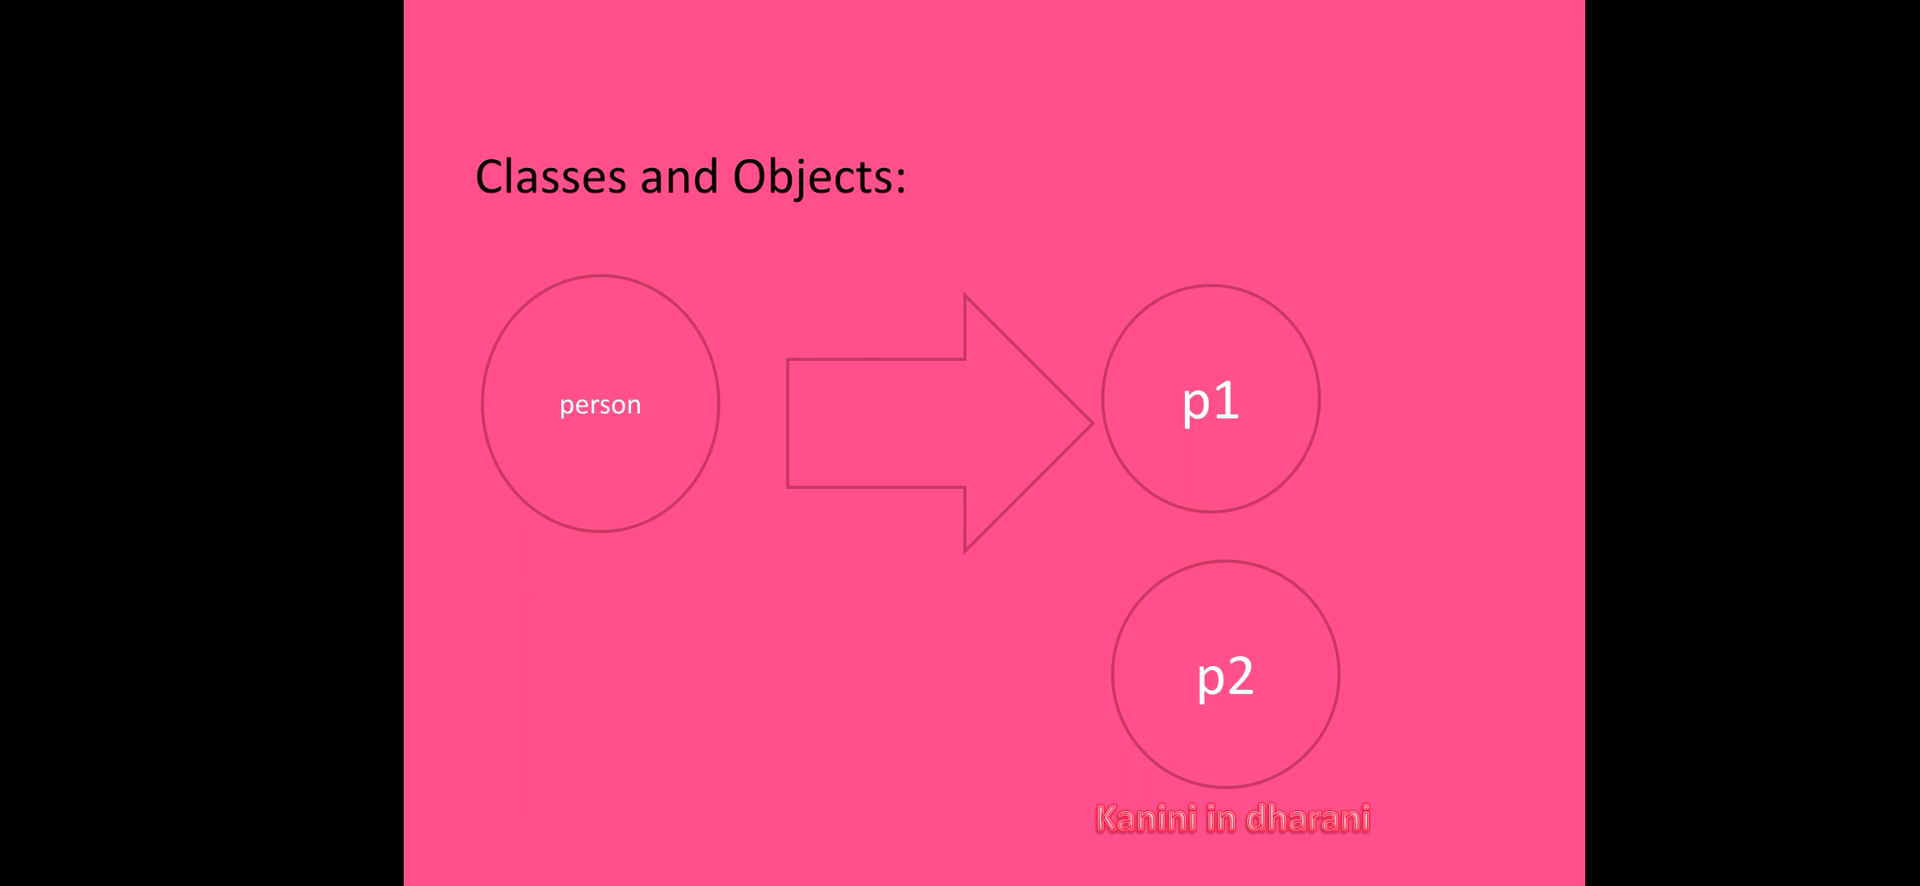 Classes and Objects:
person
p1
p2
Kanini in dharani